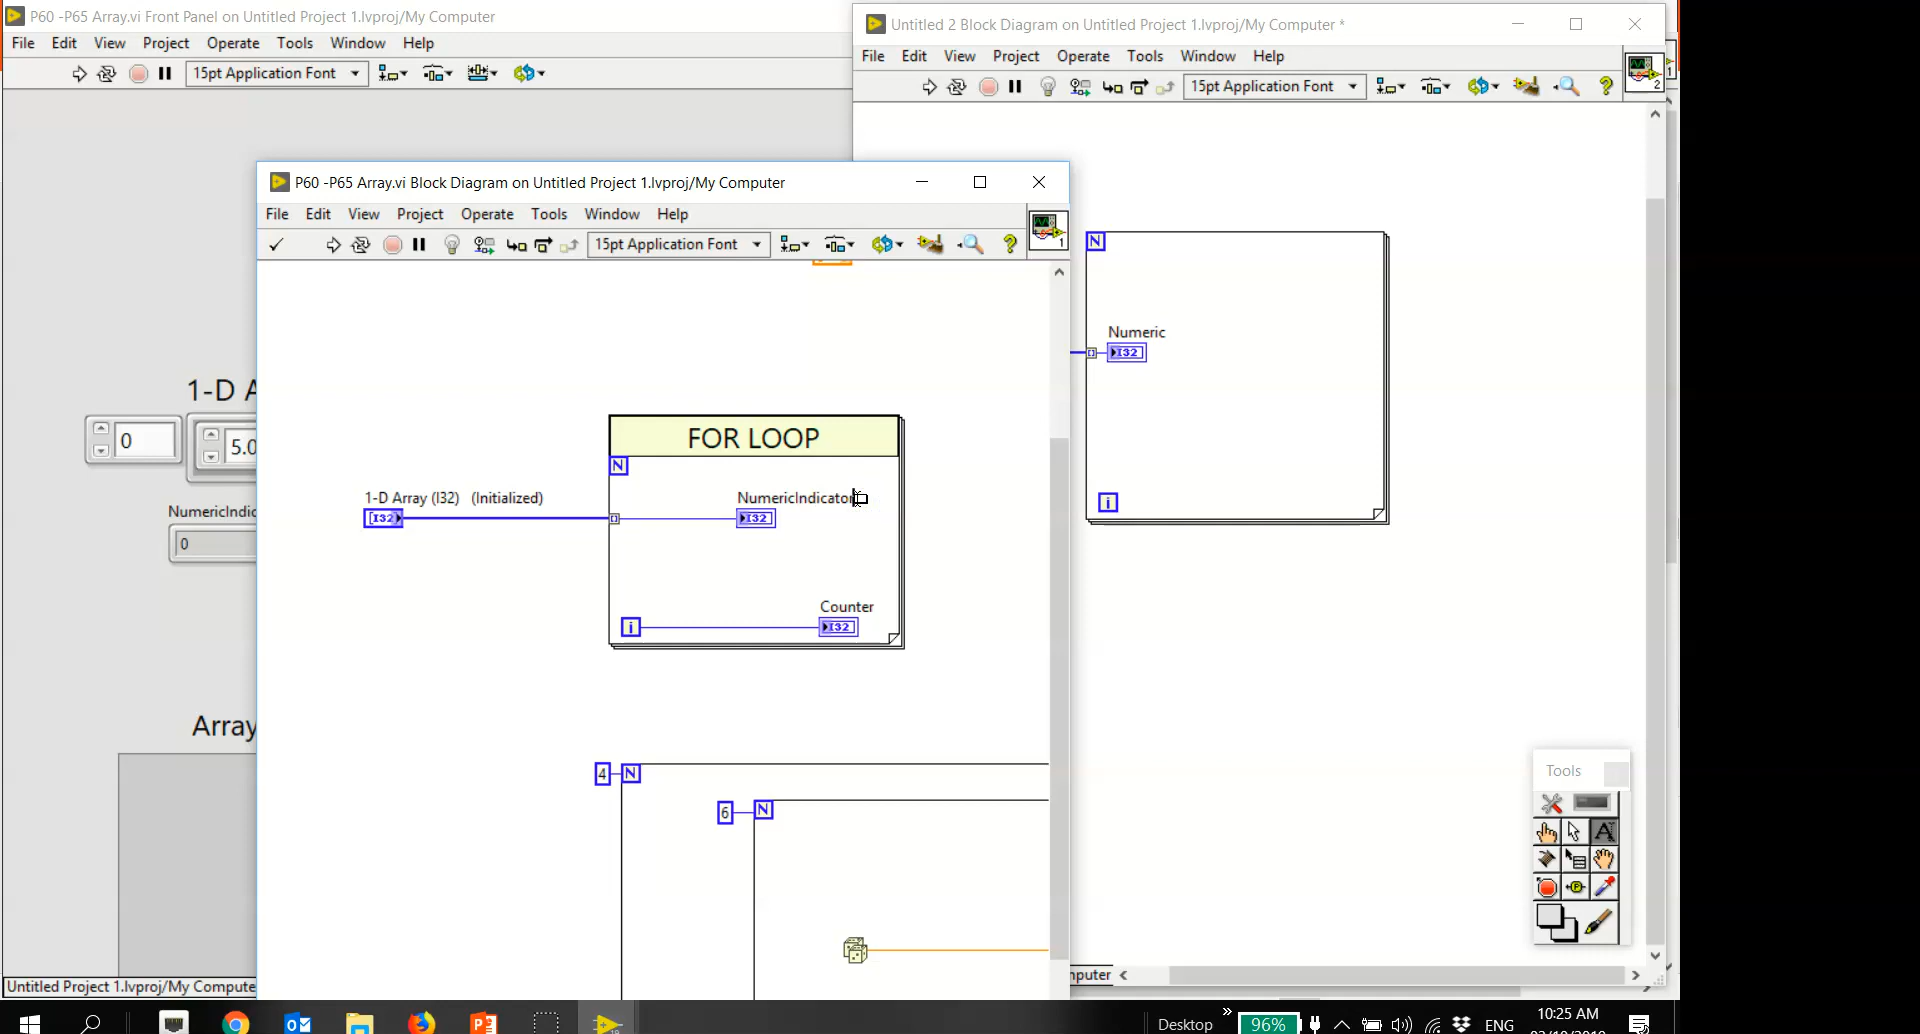 P60 -P65 Array.vi Front Panel on Untitled Project 1.lvproj/My Computer
File Edit View Project Operate Tools Window Help
15pt Application Font
Untitled 2 Block Diagram on Untitled Project 1.lvproj/My Computer *
File Edit View Project Operate Tools Window Help
15pt Application Font
2
1
P60 -P65 Array.vi Block Diagram on Untitled Project 1.lvproj/My Computer
File Edit View Project Operate Tools Window Help
15pt Application Font
1
N
Numeric
I32
i
1-D A
0
5.0
NumericIndic
0
FOR LOOP
N
1-D Array (I32) (Initialized)
NumericIndicator
[I32]
I32
Counter
i
I32
Array
4
N
6
N
Tools
A
P
Untitled Project 1.lvproj/My Compute
nputer
Desktop
96%
ENG
10:25 AM